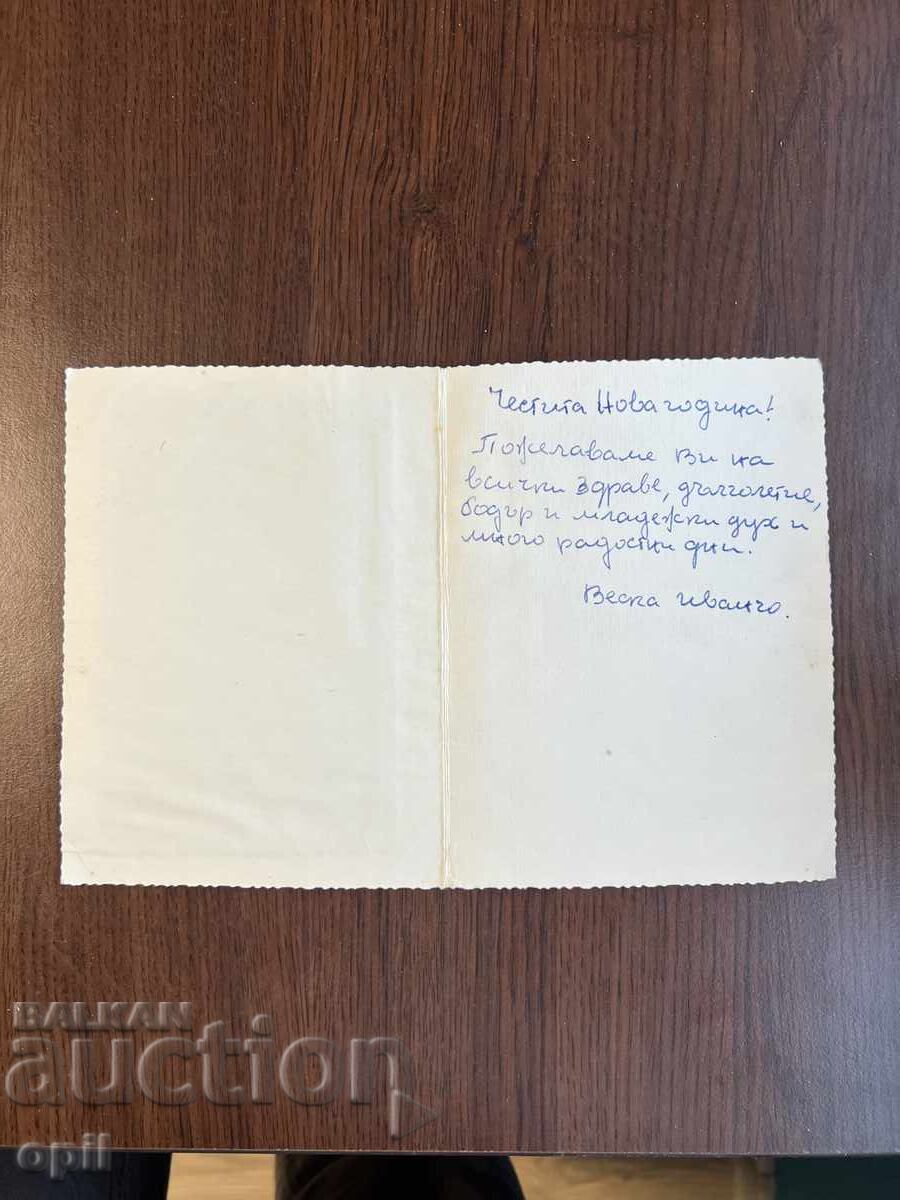 Честита Нова година!
Пожелаваме Ви на
всички здраве, дълголетие,
бодър и младежки дух и
много радостни дни.
Веска Иванчо.
BALKAN
auction
opil